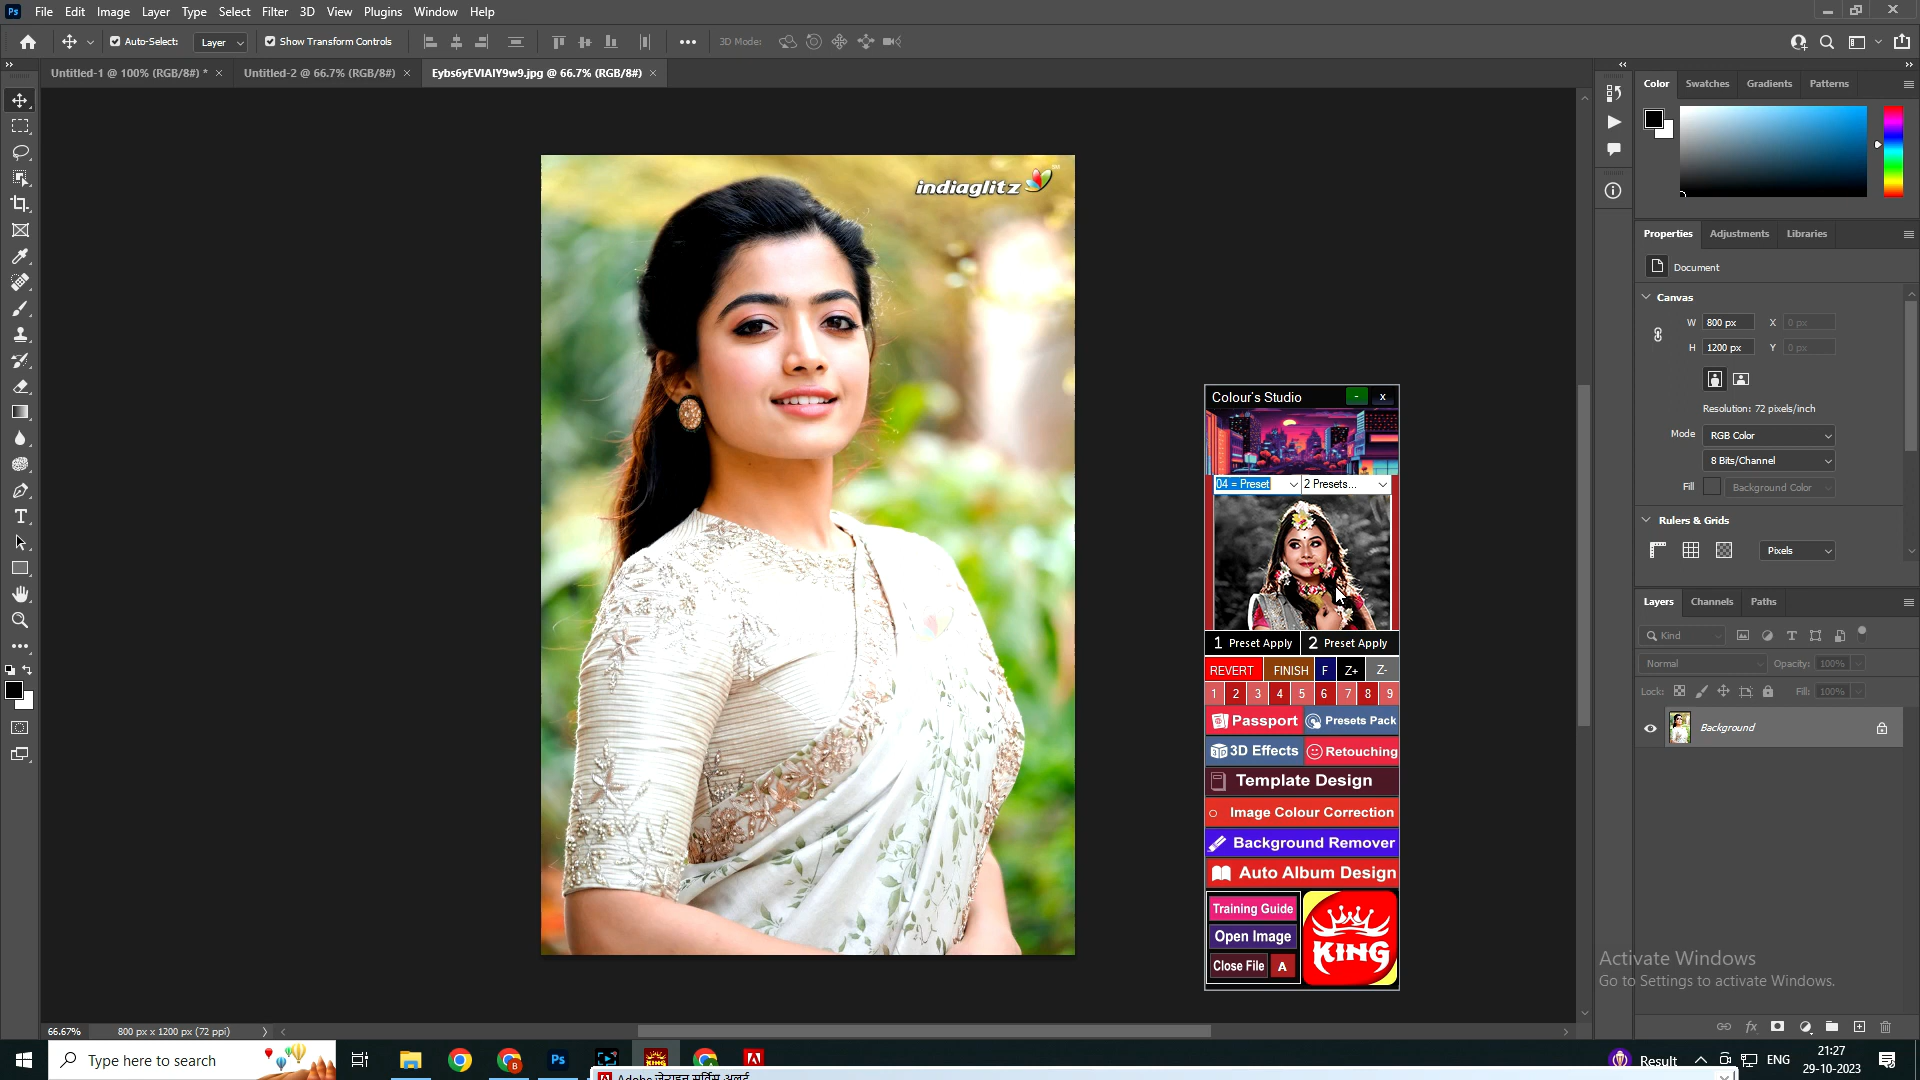 Ps File Edit Image Layer Type Select Filter 3D View Plugins Window Help
Auto-Select: Layer Show Transform Controls 3D Mode:
Untitled-1 @ 100% (RGB/8#) * × Untitled-2 @ 66.7% (RGB/8#) × Eybs6yEVIAIY9w9.jpg @ 66.7% (RGB/8#) ×
Color Swatches Gradients Patterns
indiaglitz
Properties Adjustments Libraries
Document
Canvas
W 800 px X 0 px
H 1200 px Y 0 px
Resolution: 72 pixels/inch
Mode RGB Color
8 Bits/Channel
Fill Background Color
Rulers & Grids
Pixels
Layers Channels Paths
Kind
Normal Opacity: 100%
Lock: Fill: 100%
Background
Colour's Studio - x
04 = Preset 2 Presets...
1 Preset Apply 2 Preset Apply
REVERT FINISH F Z+ Z-
1 2 3 4 5 6 7 8 9
Passport Presets Pack
3D Effects Retouching
Template Design
Image Colour Correction
Background Remover
Auto Album Design
Training Guide
Open Image
Close File A
KING
Activate Windows
Go to Settings to activate Windows.
66.67% 800 px x 1200 px (72 ppi)
Type here to search
Result ENG 21:27
29-10-2023